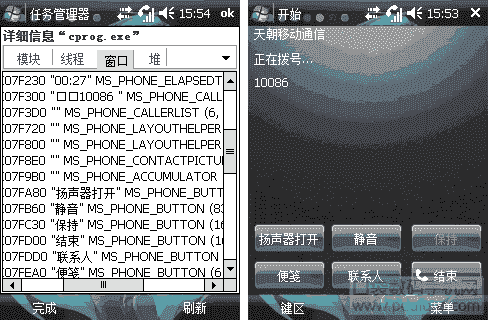 任务管理器 15:54 ok
详细信息“cprog.exe”
模块 线程 窗口 堆
07F230 "00:27" MS_PHONE_ELAPSEDT
07F300 "□□10086 " MS_PHONE_CALL
07F3D0 "" MS_PHONE_CALLERLIST (6,
07F720 "" MS_PHONE_LAYOUTHELPER
07F800 "" MS_PHONE_LAYOUTHELPER
07F8E0 "" MS_PHONE_CONTACTPICTU
07F9B0 "" MS_PHONE_ACCUMULATOR
07FA80 "扬声器打开" MS_PHONE_BUTT
07FB60 "静音" MS_PHONE_BUTTON (83
07FC30 "保持" MS_PHONE_BUTTON (16
07FD00 "结束" MS_PHONE_BUTTON (16
07FDD0 "联系人" MS_PHONE_BUTTON (
07FEA0 "便笺" MS_PHONE_BUTTON (6
完成 刷新
开始 15:53
天朝移动通信
正在拨号...
10086
扬声器打开 静音 保持
便笺 联系人 结束
键区 菜单